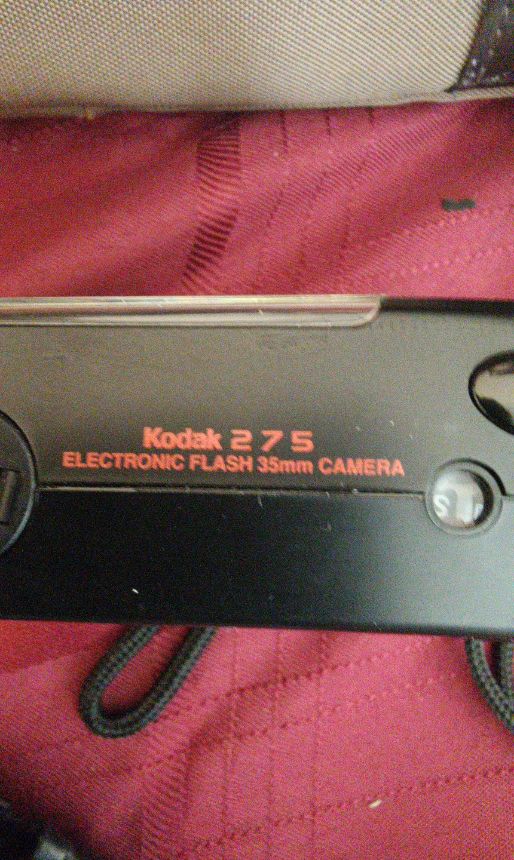 Kodak 275
ELECTRONIC FLASH 35mm CAMERA
S